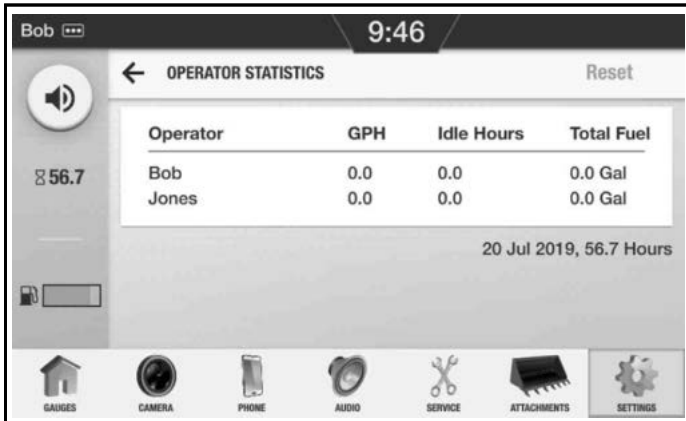 Bob
9:46
OPERATOR STATISTICS Reset
Operator GPH Idle Hours Total Fuel
Bob 0.0 0.0 0.0 Gal
Jones 0.0 0.0 0.0 Gal
56.7
20 Jul 2019, 56.7 Hours
GAUGES CAMERA PHONE AUDIO SERVICE ATTACHMENTS SETTINGS